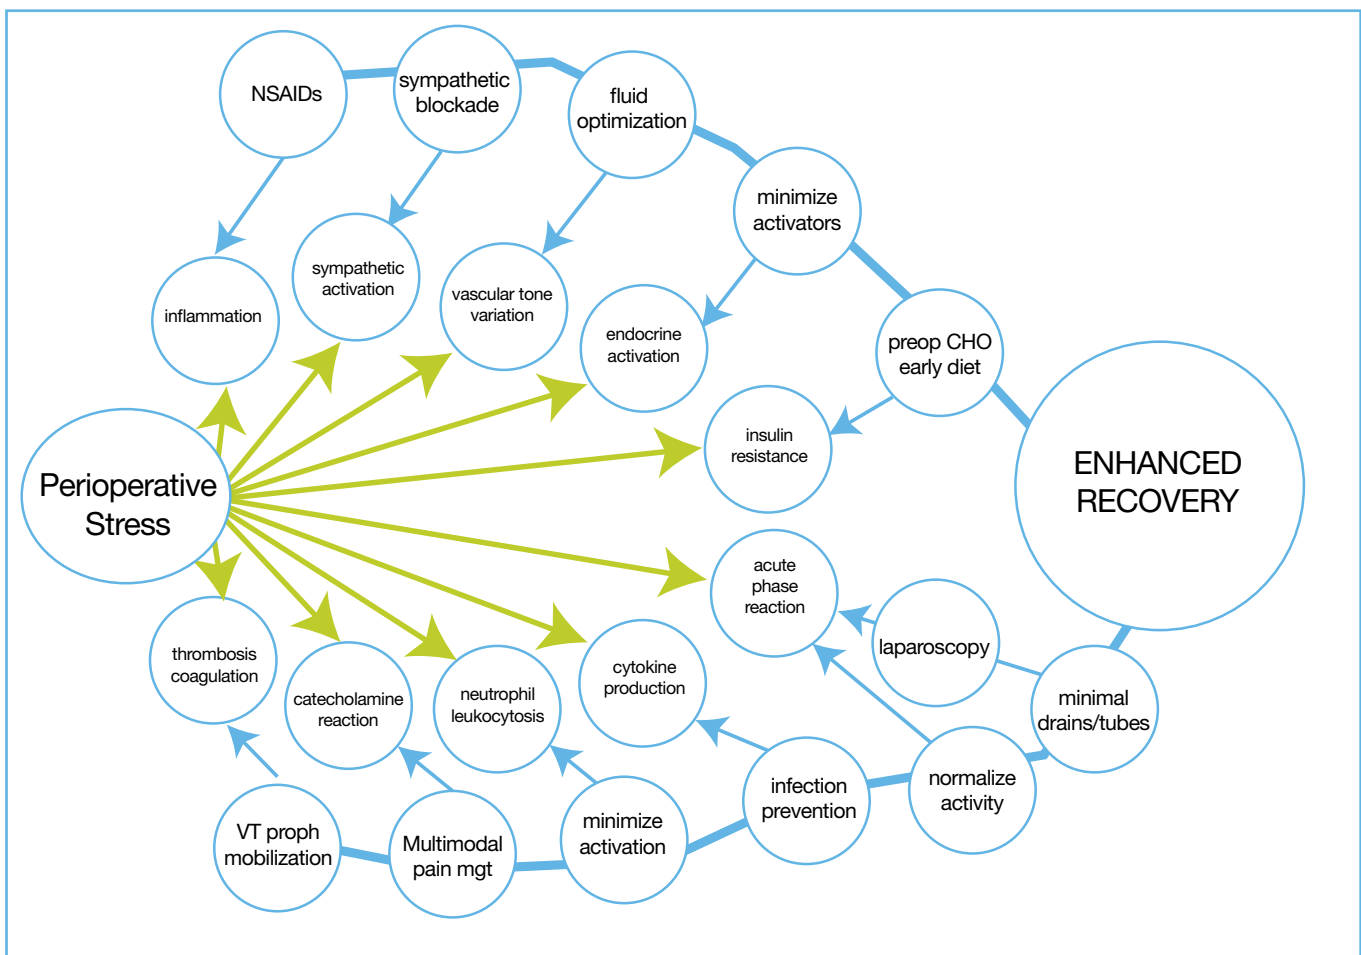 NSAIDs
sympathetic
blockade
fluid
optimization
minimize
activators
preop CHO
early diet
ENHANCED
RECOVERY
inflammation
sympathetic
activation
vascular tone
variation
endocrine
activation
insulin
resistance
Perioperative
Stress
acute
phase
reaction
cytokine
production
neutrophil
leukocytosis
catecholamine
reaction
thrombosis
coagulation
laparoscopy
minimal
drains/tubes
normalize
activity
infection
prevention
minimize
activation
Multimodal
pain mgt
VT proph
mobilization